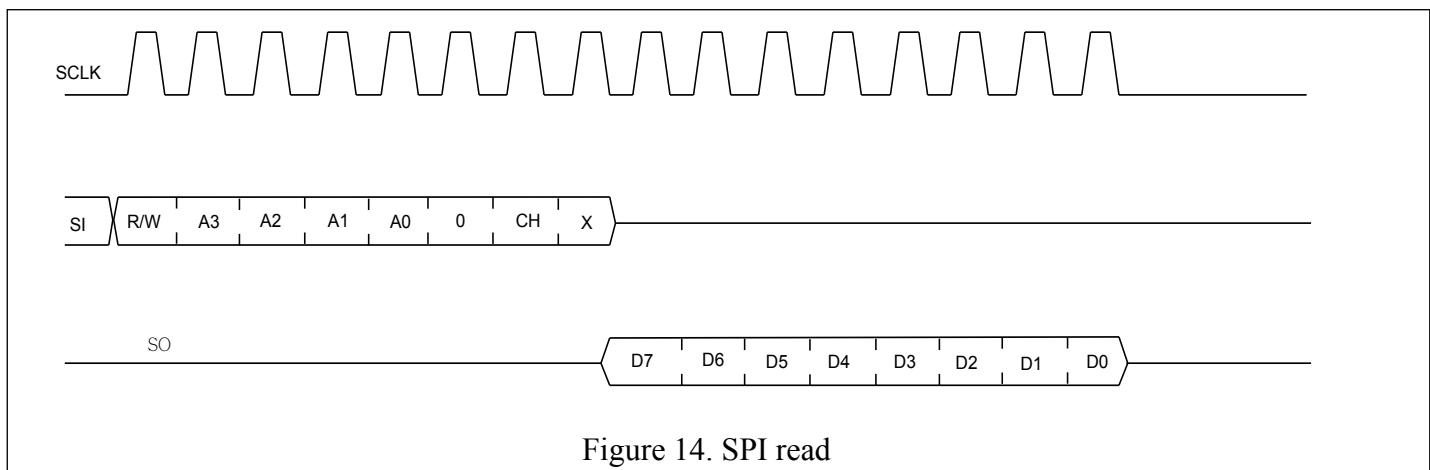 SCLK
SI R/W A3 A2 A1 A0 0 CH X
SO
D7 D6 D5 D4 D3 D2 D1 D0
Figure 14. SPI read